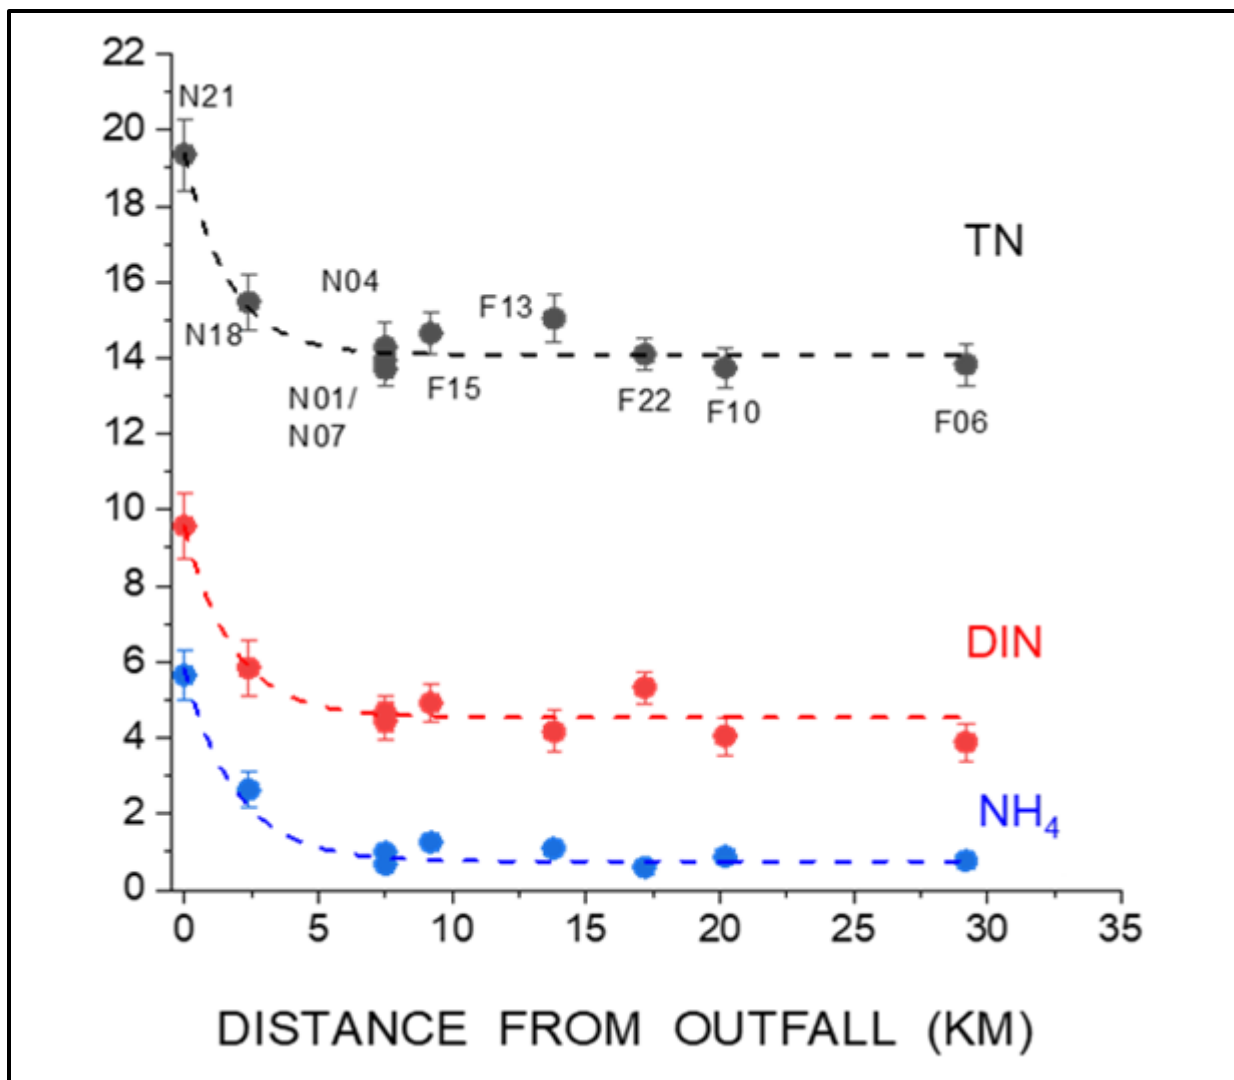 22
20
18
16
14
12
10
8
6
4
2
0
N21
N18
N04
N01/
N07
F15
F13
F22
F10
F06
TN
DIN
NH₄
0 5 10 15 20 25 30 35
DISTANCE FROM OUTFALL (KM)